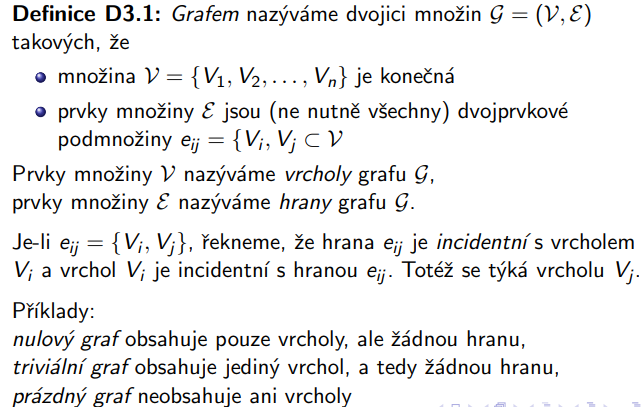 Definice D3.1: Grafem nazýváme dvojici množin 𝒢 = (𝒱, ℰ)
takových, že
• množina 𝒱 = {V₁, V₂, . . . , Vₙ} je konečná
• prvky množiny ℰ jsou (ne nutně všechny) dvojprvkové
podmnožiny eᵢⱼ = {Vᵢ, Vⱼ ⊂ 𝒱
Prvky množiny 𝒱 nazýváme vrcholy grafu 𝒢,
prvky množiny ℰ nazýváme hrany grafu 𝒢.
Je-li eᵢⱼ = {Vᵢ, Vⱼ}, řekneme, že hrana eᵢⱼ je incidentní s vrcholem
Vᵢ a vrchol Vᵢ je incidentní s hranou eᵢⱼ. Totéž se týká vrcholu Vⱼ.
Příklady:
nulový graf obsahuje pouze vrcholy, ale žádnou hranu,
triviální graf obsahuje jediný vrchol, a tedy žádnou hranu,
prázdný graf neobsahuje ani vrcholy